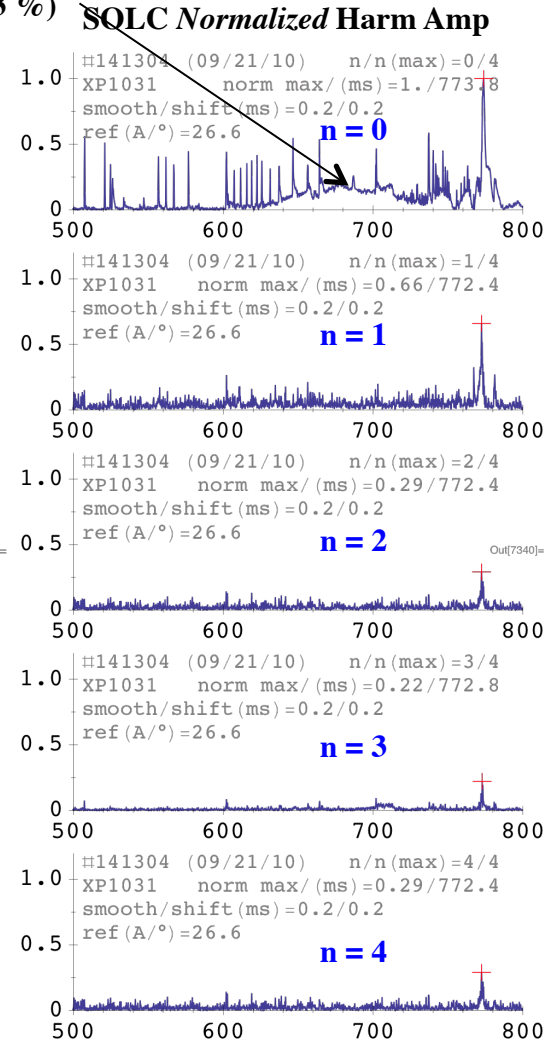 %)
SOLC Normalized Harm Amp
⌗141304 (09/21/10) n/n(max)=0/4
1.0 XP1031 norm max/(ms)=1./773.8
smooth/shift(ms)=0.2/0.2
0.5 ref(A/°)=26.6 n = 0
0
500 600 700 800
⌗141304 (09/21/10) n/n(max)=1/4
1.0 XP1031 norm max/(ms)=0.66/772.4
smooth/shift(ms)=0.2/0.2
0.5 ref(A/°)=26.6 n = 1
0
500 600 700 800
⌗141304 (09/21/10) n/n(max)=2/4
1.0 XP1031 norm max/(ms)=0.29/772.4
smooth/shift(ms)=0.2/0.2
= 0.5 ref(A/°)=26.6 n = 2 Out[7340]=
0
500 600 700 800
⌗141304 (09/21/10) n/n(max)=3/4
1.0 XP1031 norm max/(ms)=0.22/772.8
smooth/shift(ms)=0.2/0.2
0.5 ref(A/°)=26.6 n = 3
0
500 600 700 800
⌗141304 (09/21/10) n/n(max)=4/4
1.0 XP1031 norm max/(ms)=0.29/772.4
smooth/shift(ms)=0.2/0.2
0.5 ref(A/°)=26.6 n = 4
0
500 600 700 800